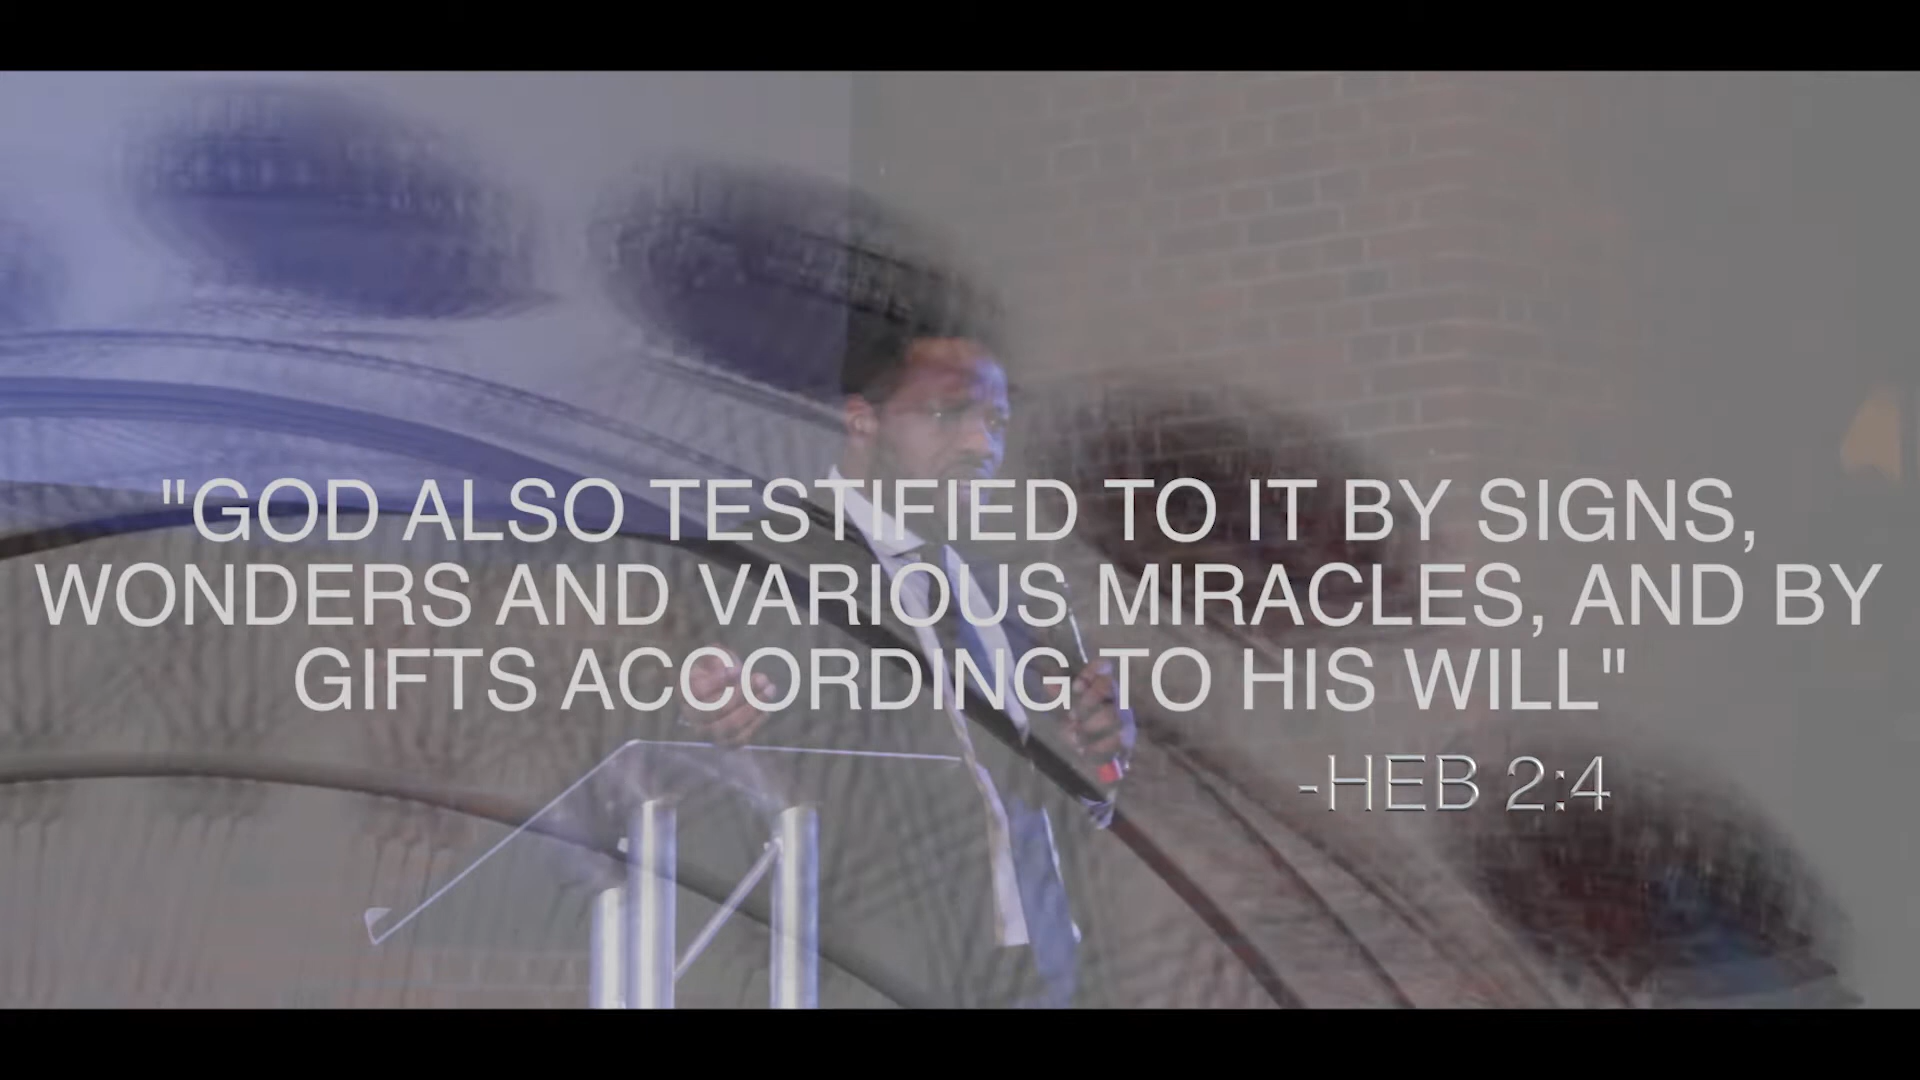 "GOD ALSO TESTIFIED TO IT BY SIGNS,
WONDERS AND VARIOUS MIRACLES, AND BY
GIFTS ACCORDING TO HIS WILL"
-HEB 2:4